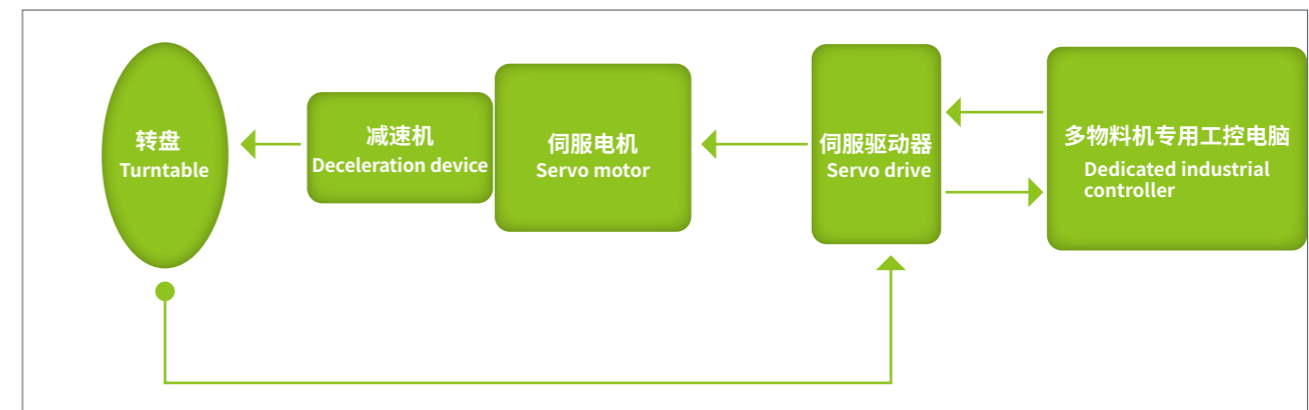 转盘
Turntable
减速机
Deceleration device
伺服电机
Servo motor
伺服驱动器
Servo drive
多物料机专用工控电脑
Dedicated industrial
controller